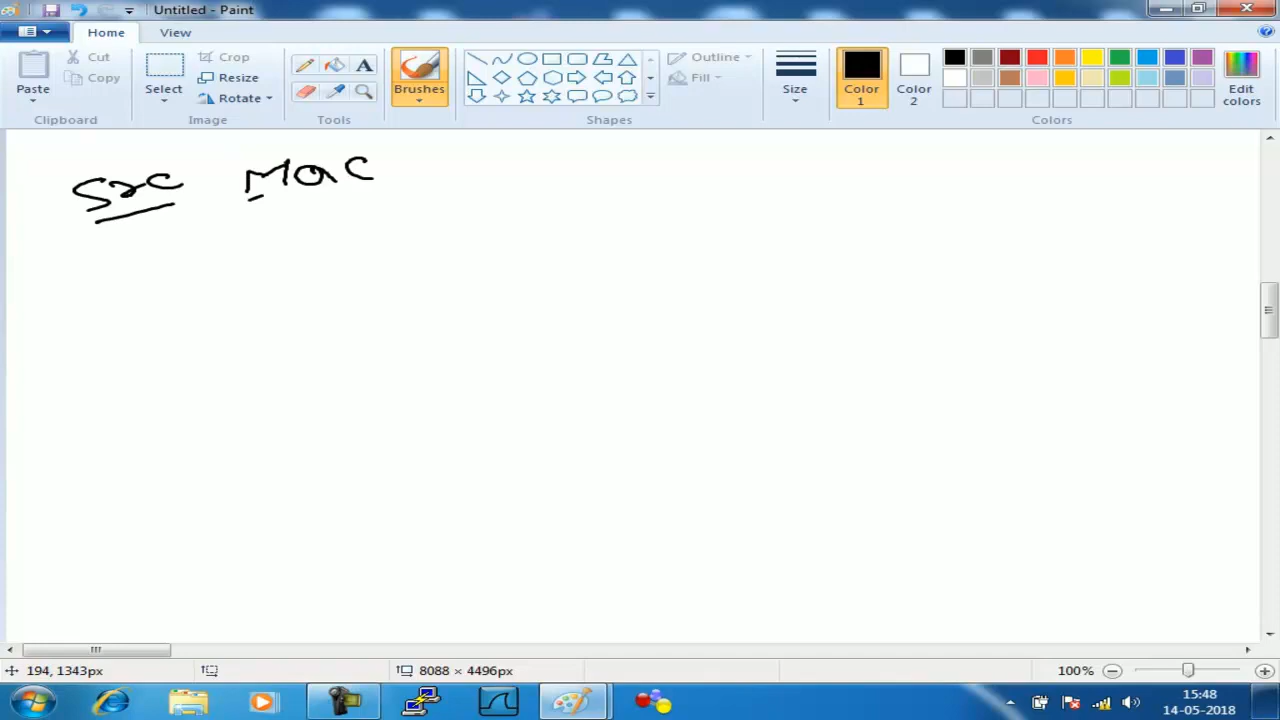 Untitled - Paint
Home View
Paste
Clipboard
Cut
Copy
Select
Crop
Resize
Rotate
Image
A
Tools
Brushes
Shapes
Outline
Fill
Size
Color 1
Color 2
Edit colors
Colors
Src Mac
194, 1343px 8088 × 4496px 100%
15:48
14-05-2018